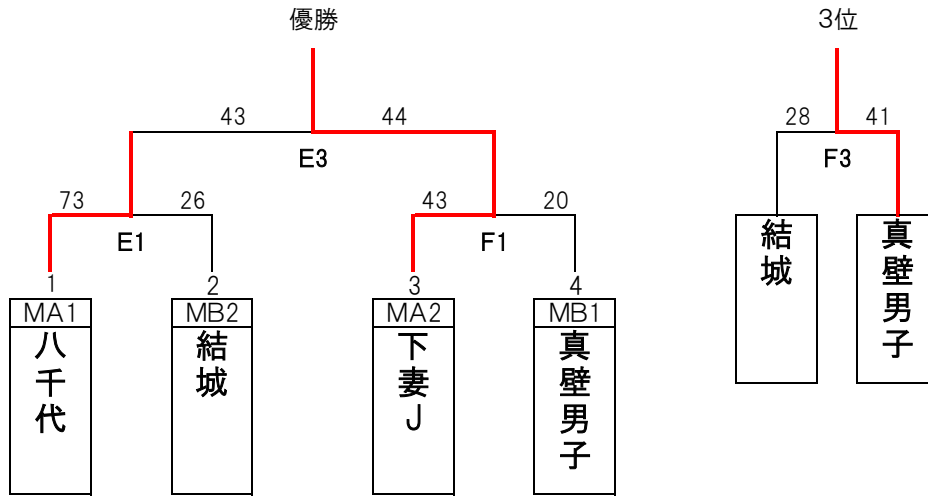 優勝
3位
43 44
28 41
E3
F3
73 26
43 20
E1
F1
1
2
3
4
MA1
MB2
MA2
MB1
八千代
結城
下妻J
真壁男子
結城
真壁男子